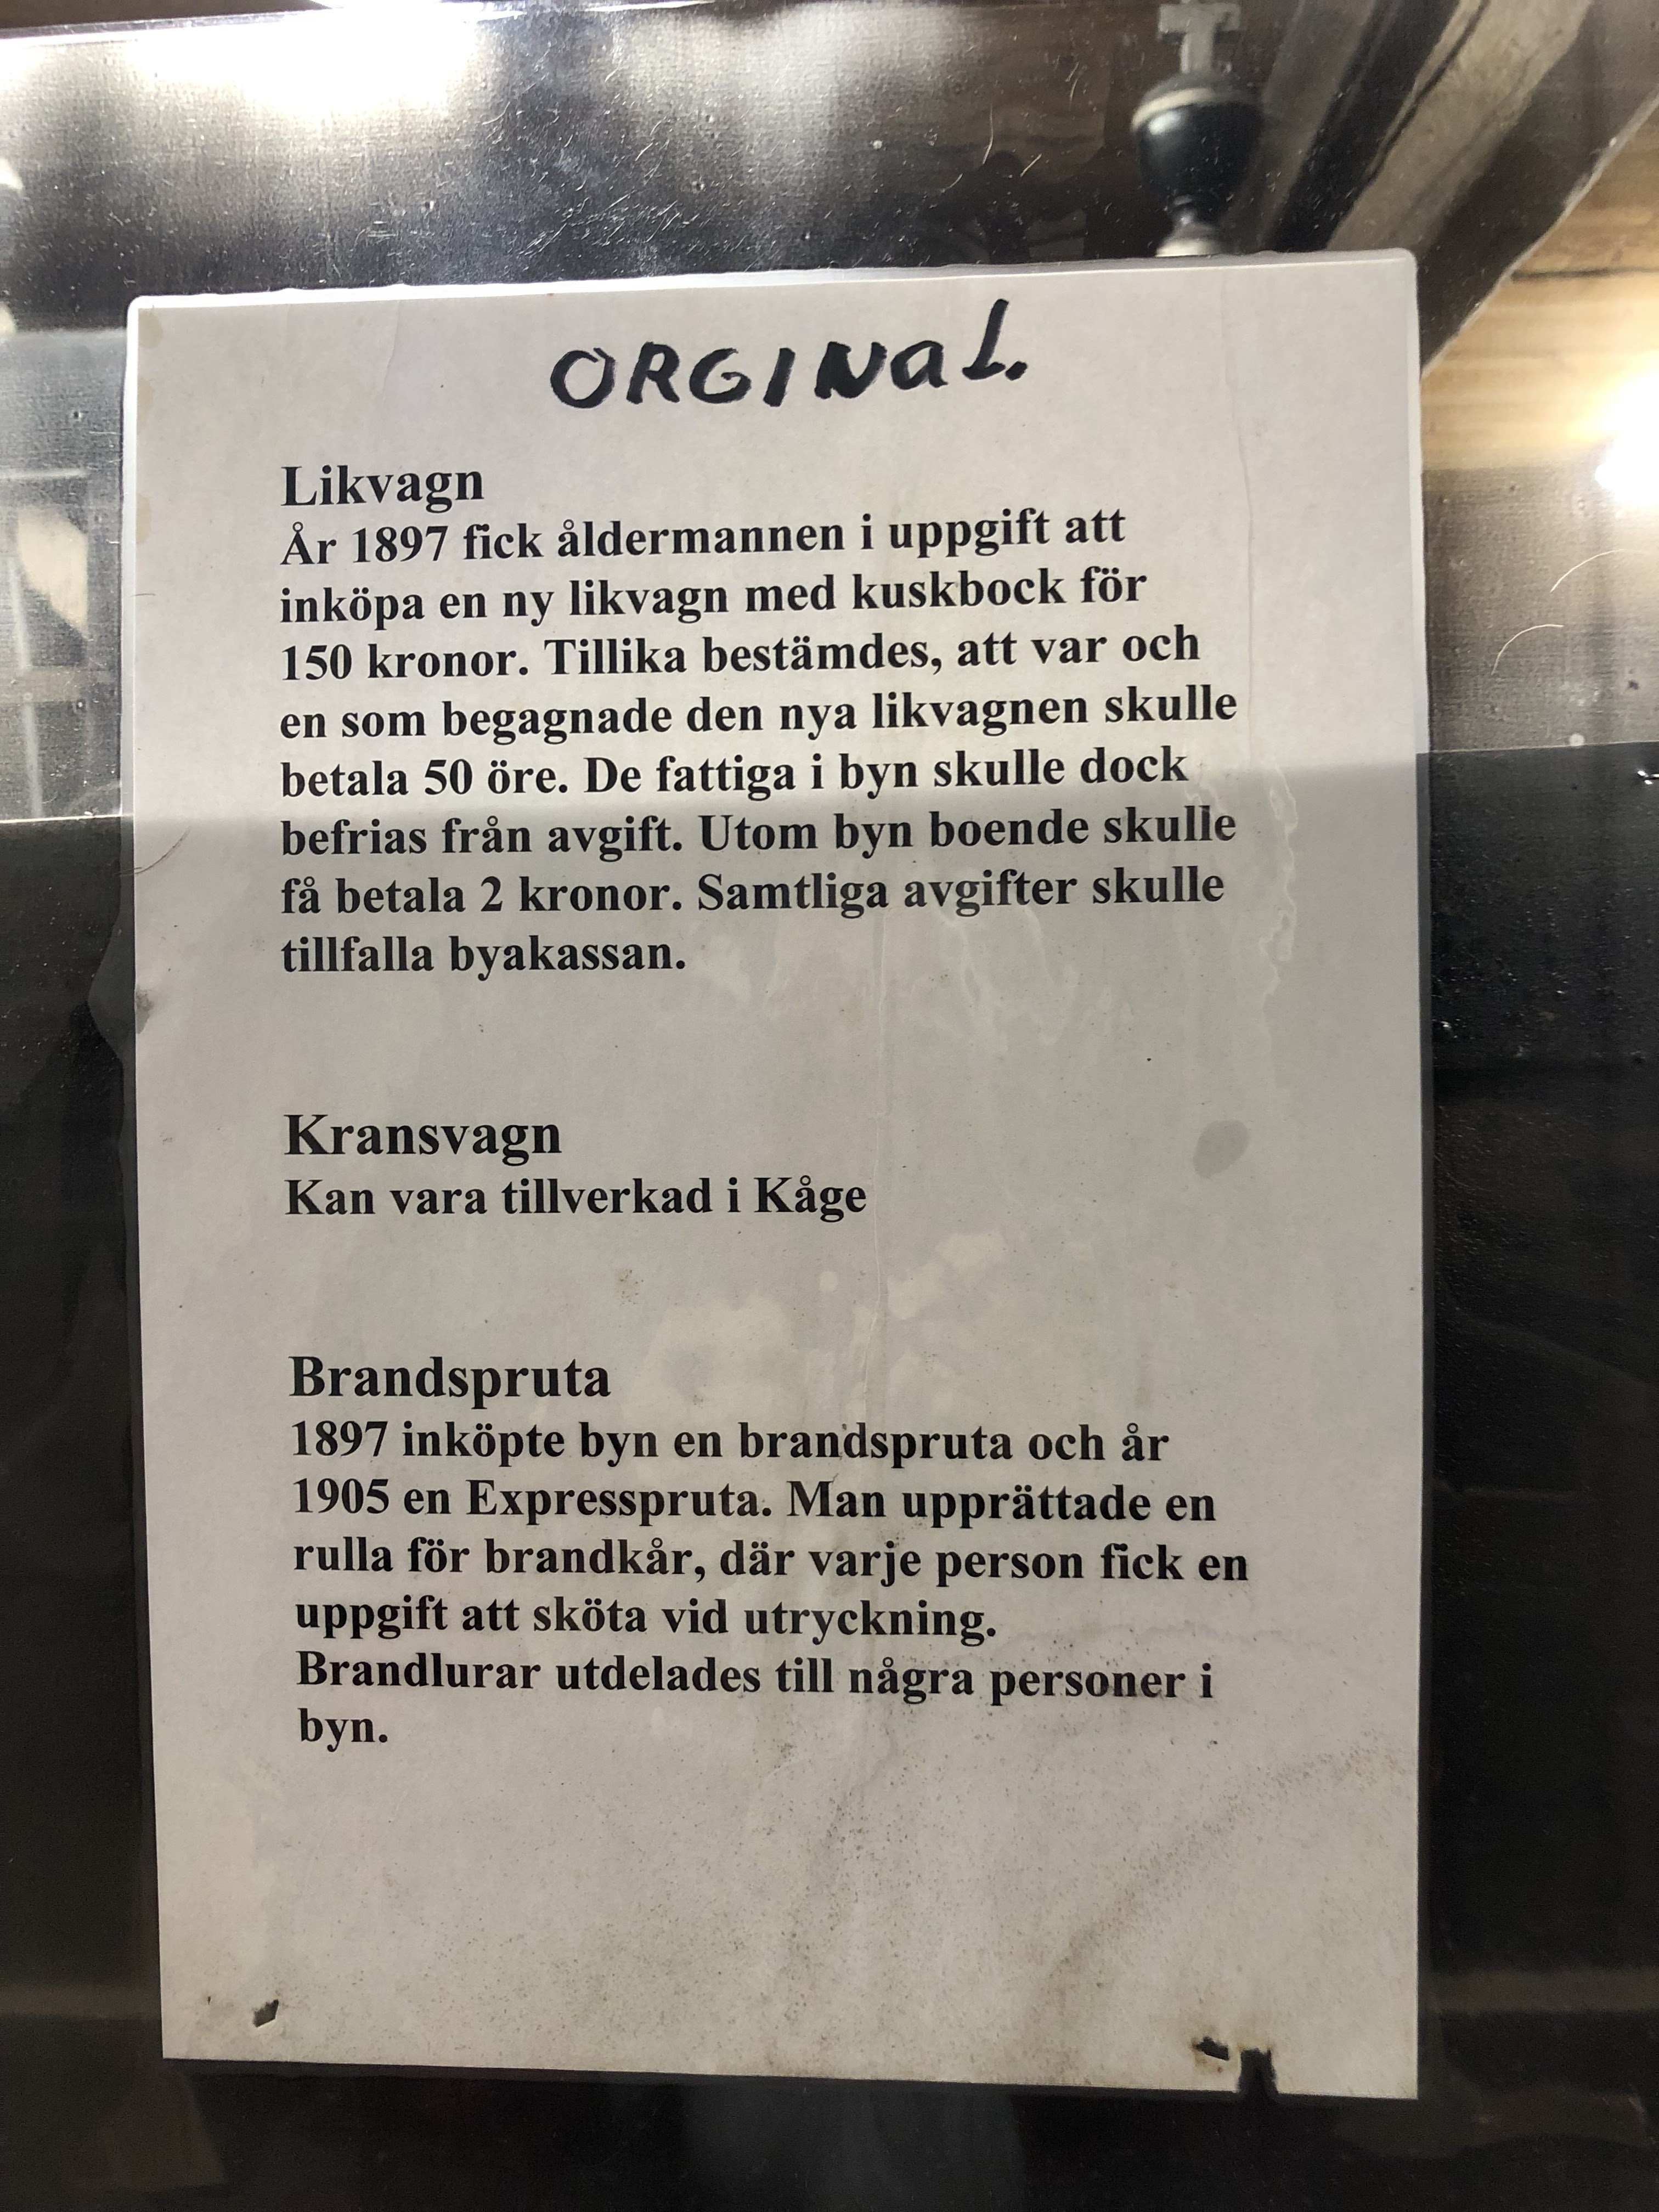 ORGINAL.
Likvagn
År 1897 fick åldermannen i uppgift att
inköpa en ny likvagn med kuskbock för
150 kronor. Tillika bestämdes, att var och
en som begagnade den nya likvagnen skulle
betala 50 öre. De fattiga i byn skulle dock
befrias från avgift. Utom byn boende skulle
få betala 2 kronor. Samtliga avgifter skulle
tillfalla byakassan.
Kransvagn
Kan vara tillverkad i Kåge
Brandspruta
1897 inköpte byn en brandspruta och år
1905 en Expresspruta. Man upprättade en
rulla för brandkår, där varje person fick en
uppgift att sköta vid utryckning.
Brandlurar utdelades till några personer i
byn.